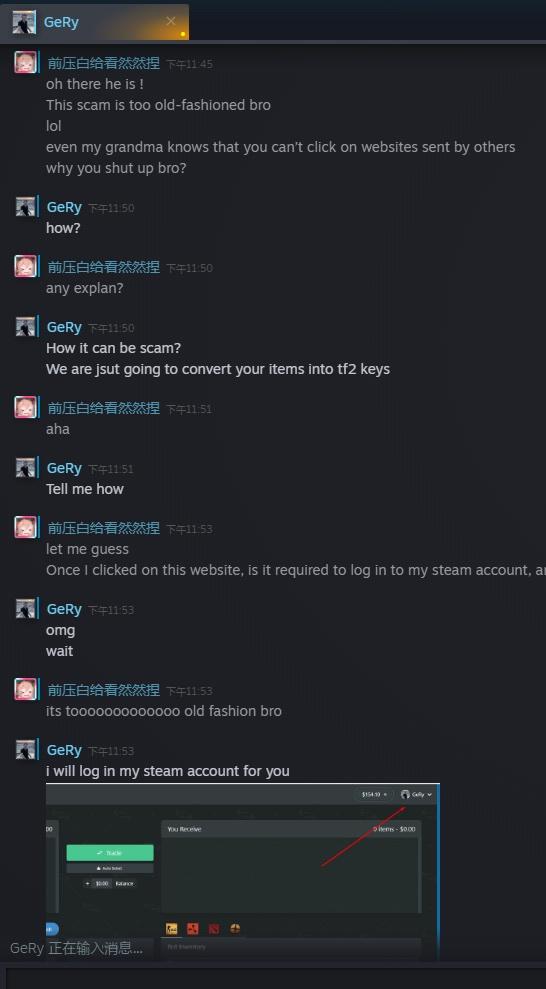 GeRy
前压白给看然然捏 下午11:45
oh there he is !
This scam is too old-fashioned bro
lol
even my grandma knows that you can't click on websites sent by others
why you shut up bro?
GeRy 下午11:50
how?
前压白给看然然捏 下午11:50
any explan?
GeRy 下午11:50
How it can be scam?
We are jsut going to convert your items into tf2 keys
前压白给看然然捏 下午11:51
aha
GeRy 下午11:51
Tell me how
前压白给看然然捏 下午11:53
let me guess
Once I clicked on this website, is it required to log in to my steam account,
GeRy 下午11:53
omg
wait
前压白给看然然捏 下午11:53
its tooooooooooooo old fashion bro
GeRy 下午11:53
i will log in my steam account for you
$154.10 + GeRy
You Receive 0 items - $0.00
Trade
Auto Select
+ $0.00 Balance
Bot Inventory
GeRy 正在输入消息...